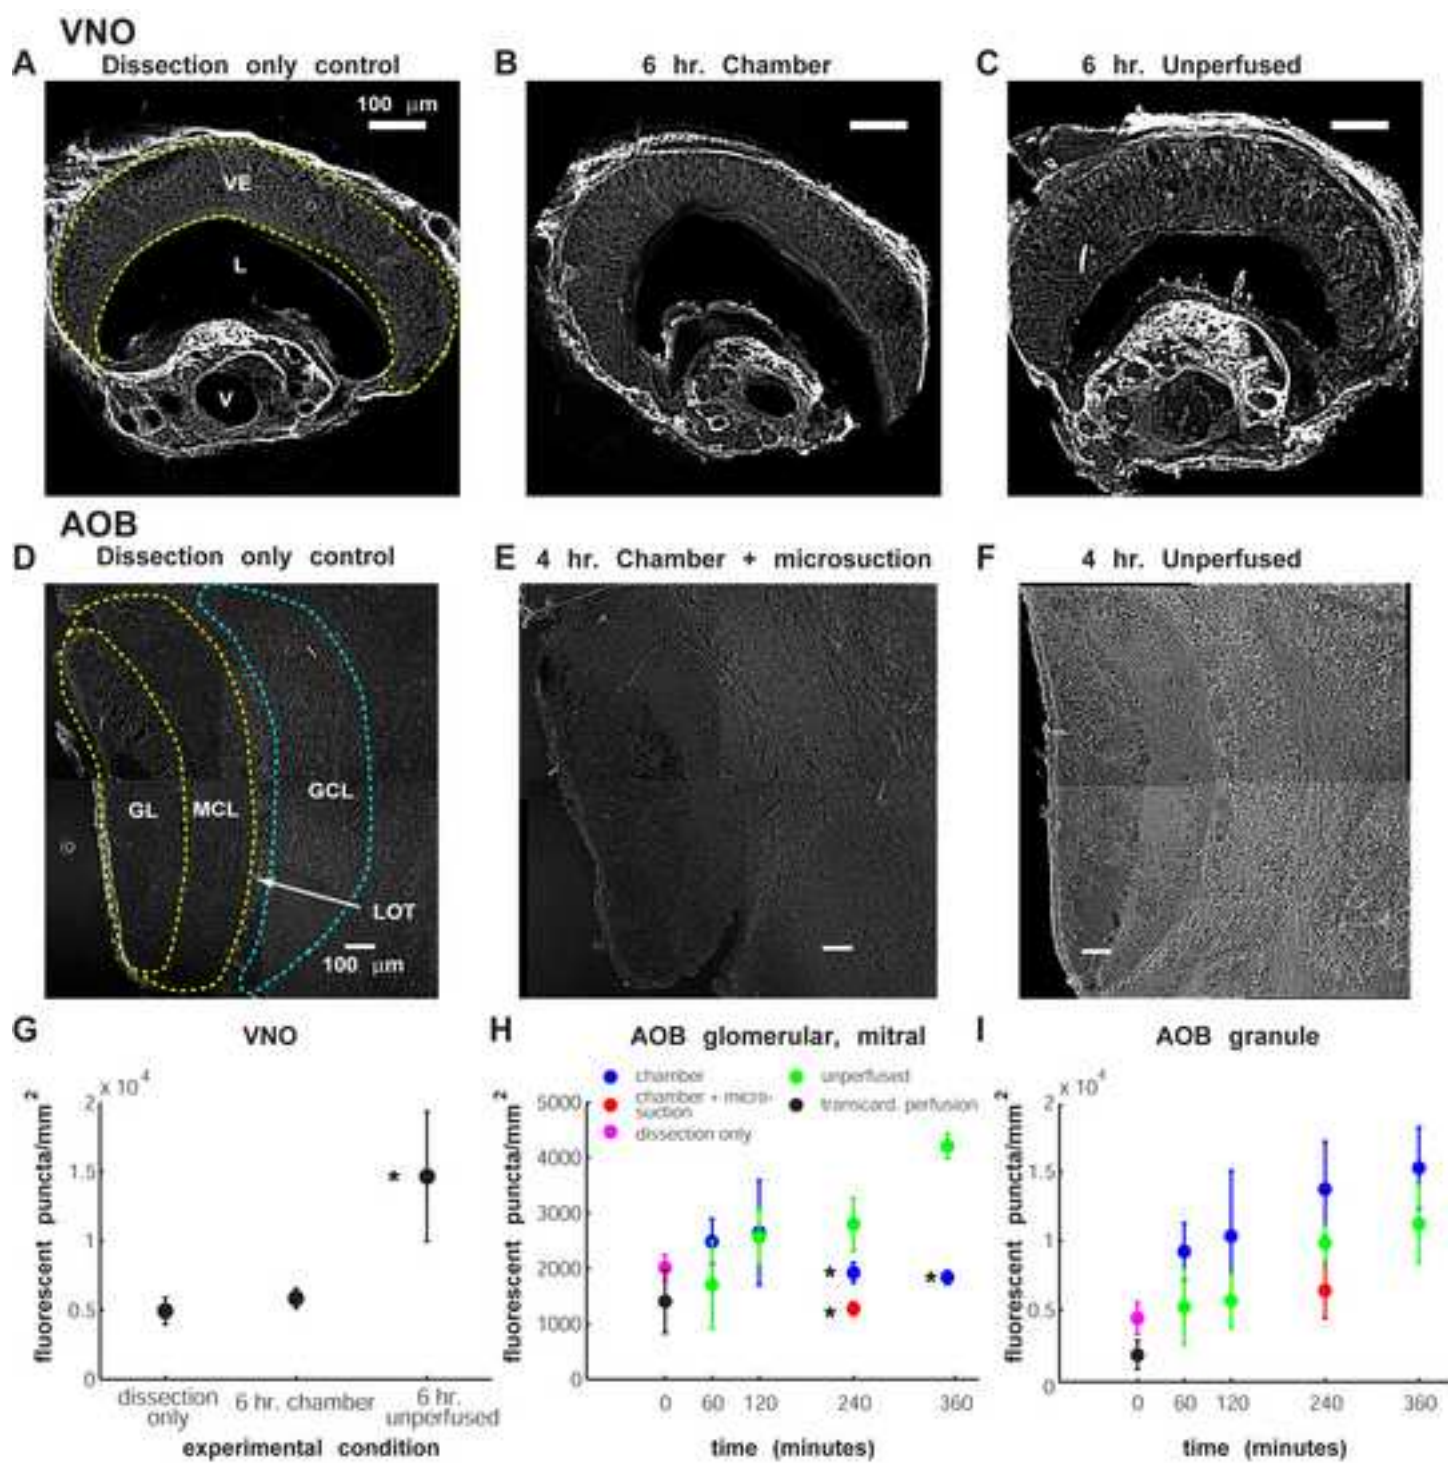 VNO
A Dissection only control
B 6 hr. Chamber
C 6 hr. Unperfused
100 μm
VE
L
V
AOB
D Dissection only control
E 4 hr. Chamber + microsuction
F 4 hr. Unperfused
GL
MCL
GCL
LOT
100 μm
G VNO
fluorescent puncta/mm2
x 10 4
2
1.5
1
0.5
0
*
dissection only
6 hr. chamber
6 hr. unperfused
experimental condition
H AOB glomerular, mitral
chamber
chamber + micro-suction
dissection only
unperfused
transcard. perfusion
fluorescent puncta/mm2
5000
4000
3000
2000
1000
0
*
*
*
0 60 120 240 360
time (minutes)
I AOB granule
fluorescent puncta/mm2
x 10 4
2
1.5
1
0.5
0
0 60 120 240 360
time (minutes)